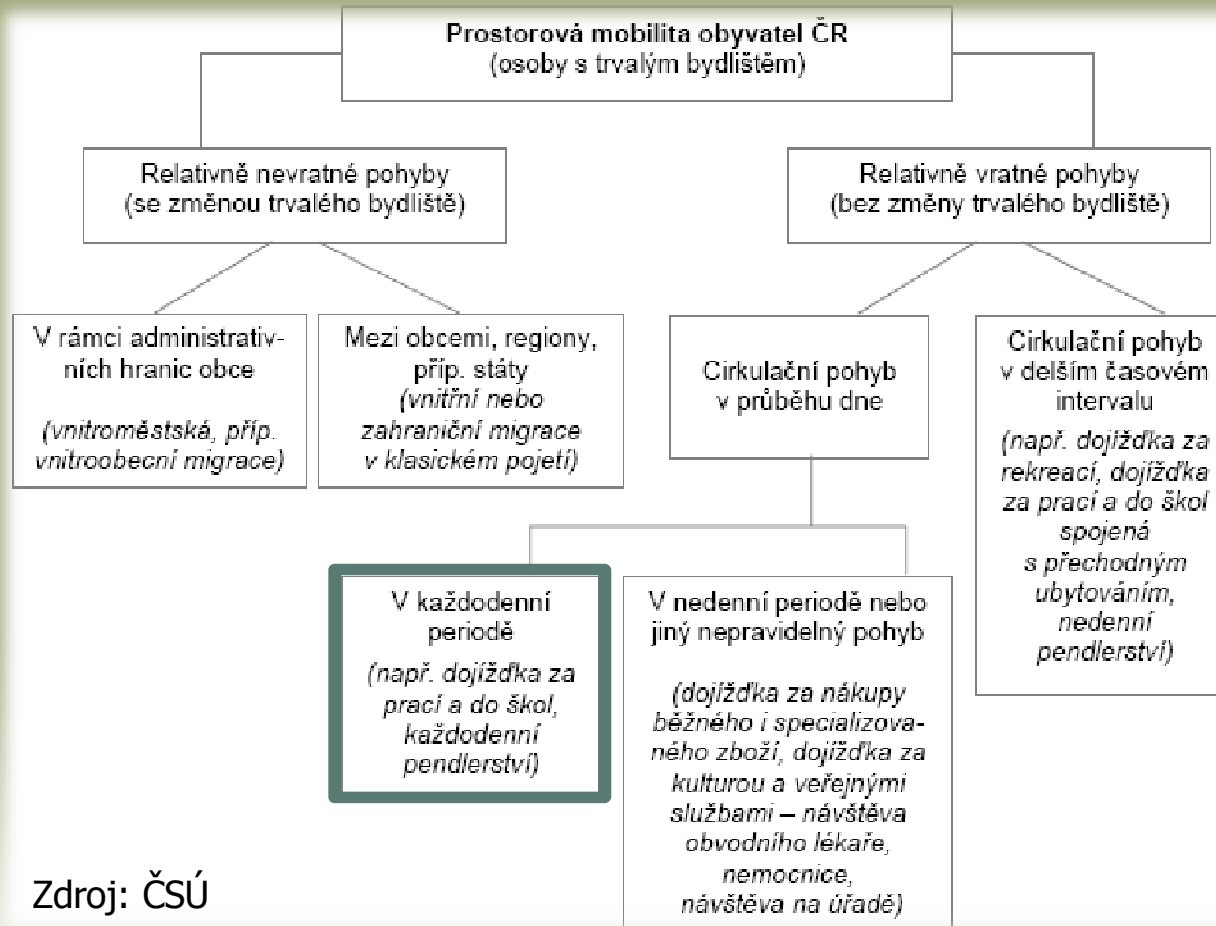 Prostorová mobilita obyvatel ČR
(osoby s trvalým bydlištěm)
Relativně nevratné pohyby
(se změnou trvalého bydliště)
Relativně vratné pohyby
(bez změny trvalého bydliště)
V rámci administrativ-
ních hranic obce
(vnitroměstská, příp.
vnitroobecní migrace)
Mezi obcemi, regiony,
příp. státy
(vnitřní nebo
zahraniční migrace
v klasickém pojetí)
Cirkulační pohyb
v průběhu dne
Cirkulační pohyb
v delším časovém
intervalu
(např. dojížďka za
rekreací, dojížďka
za prací a do škol
spojená
s přechodným
ubytováním,
nedenní
pendlerství)
V každodenní
periodě
(např. dojížďka za
prací a do škol,
každodenní
pendlerství)
V nedenní periodě nebo
jiný nepravidelný pohyb
(dojížďka za nákupy
běžného i specializova-
ného zboží, dojížďka za
kulturou a veřejnými
službami – návštěva
obvodního lékaře,
nemocnice,
návštěva na úřadě)
Zdroj: ČSÚ